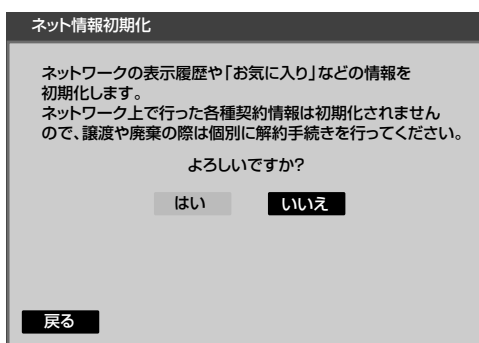 ネット情報初期化
ネットワークの表示履歴や「お気に入り」などの情報を
初期化します。
ネットワーク上で行った各種契約情報は初期化されません
ので、譲渡や廃棄の際は個別に解約手続きを行ってください。
よろしいですか?
はい いいえ
戻る